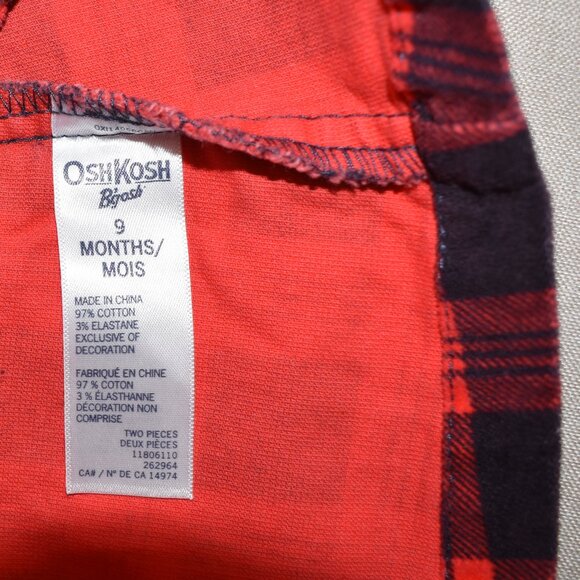 OSHKOSH
B'gosh
9
MONTHS/
MOIS
MADE IN CHINA
97% COTTON
3% ELASTANE
EXCLUSIVE OF
DECORATION
FABRIQUÉ EN CHINE
97 % COTON
3 % ÉLASTHANNE
DÉCORATION NON
COMPRISE
TWO PIECES
DEUX PIÈCES
11806110
262964
CA# / N° DE CA 14974